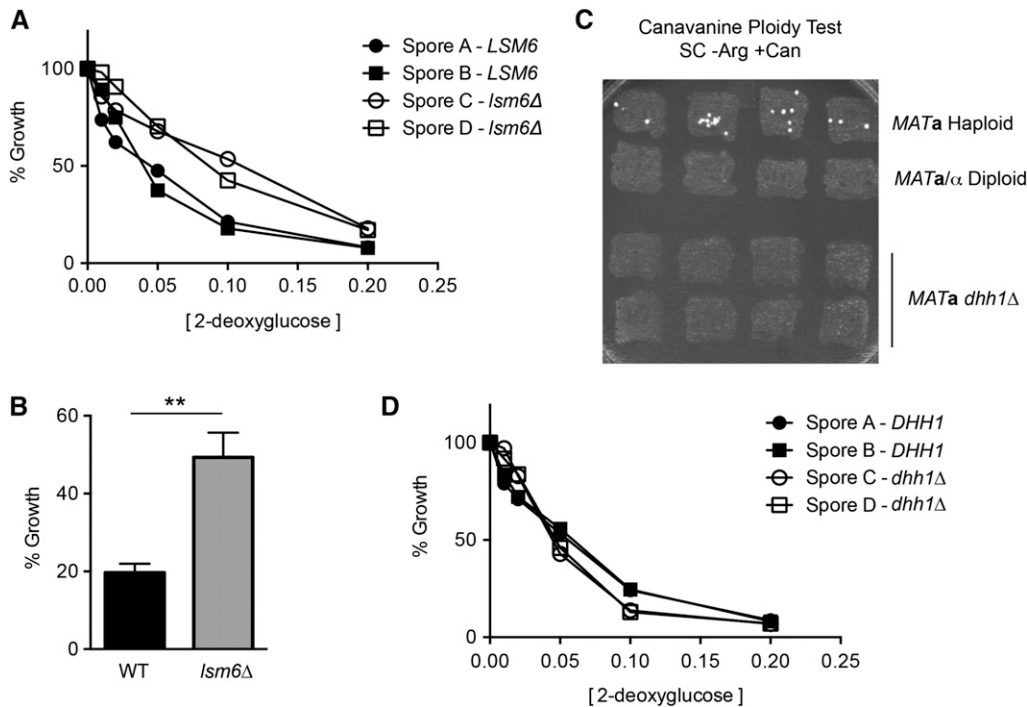 A
100
50
0
% Growth
0.00 0.05 0.10 0.15 0.20 0.25
[2-deoxyglucose]
Spore A - LSM6
Spore B - LSM6
Spore C - lsm6Δ
Spore D - lsm6Δ
C
Canavanine Ploidy Test
SC -Arg +Can
MATa Haploid
MATa/α Diploid
MATa dhh1Δ
B
60
40
20
0
% Growth
**
WT lsm6Δ
D
100
50
0
% Growth
0.00 0.05 0.10 0.15 0.20 0.25
[2-deoxyglucose]
Spore A - DHH1
Spore B - DHH1
Spore C - dhh1Δ
Spore D - dhh1Δ